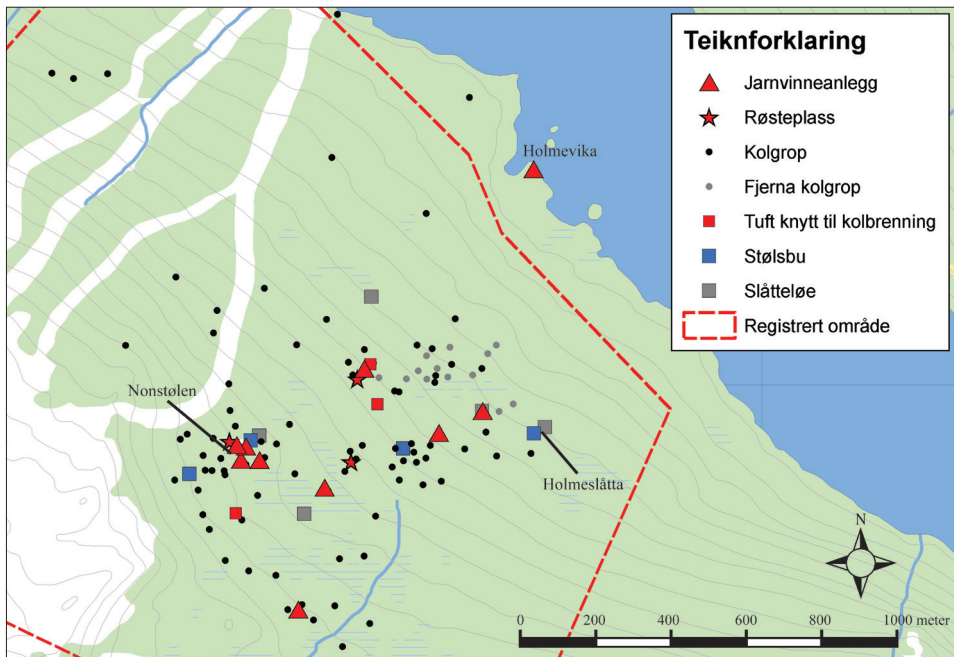 Teiknforklaring
Jarnvinneanlegg
Røsteplass
Kolgrop
Fjerna kolgrop
Tuft knytt til kolbrenning
Stølsbu
Slåtteløe
Registrert område
Holmevika
Nonstølen
Holmeslåtta
N
0 200 400 600 800 1000 meter